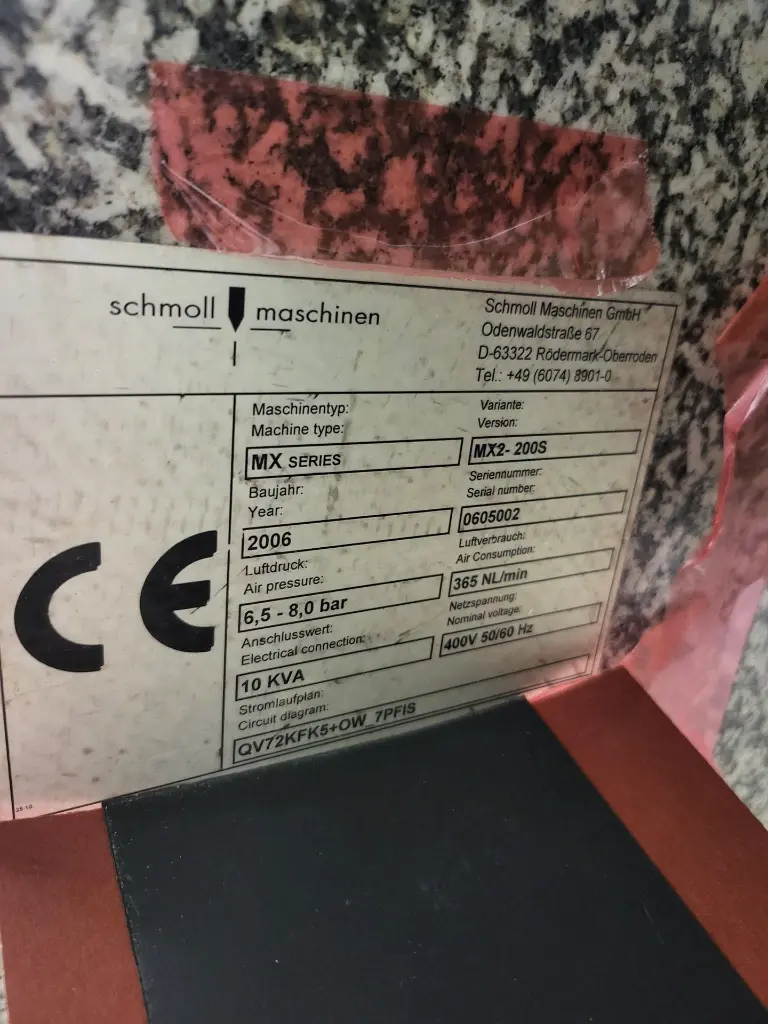 schmoll maschinen
Schmoll Maschinen GmbH
Odenwaldstraße 67
D-63322 Rödermark-Oberroden
Tel.: +49 (6074) 8901-0
CE
Maschinentyp:
Machine type:
MX SERIES
Variante:
Version:
MX2- 200S
Baujahr:
Year:
2006
Seriennummer:
Serial number:
0605002
Luftdruck:
Air pressure:
6,5 - 8,0 bar
Luftverbrauch:
Air Consumption:
365 NL/min
Anschlusswert:
Electrical connection:
10 KVA
Netzspannung:
Nominal voltage:
400V 50/60 Hz
Stromlaufplan:
Circuit diagram:
QV72KFK5+OW_7PFIS